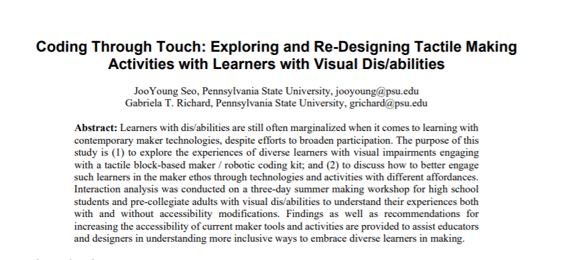 Coding Through Touch: Exploring and Re-Designing Tactile Making
Activities with Learners with Visual Dis/abilities
JooYoung Seo, Pennsylvania State University, jooyoung@psu.edu
Gabriela T. Richard, Pennsylvania State University, grichard@psu.edu
Abstract: Learners with dis/abilities are still often marginalized when it comes to learning with
contemporary maker technologies, despite efforts to broaden participation. The purpose of this
study is (1) to explore the experiences of diverse learners with visual impairments engaging
with a tactile block-based maker / robotic coding kit; and (2) to discuss how to better engage
such learners in the maker ethos through technologies and activities with different affordances.
Interaction analysis was conducted on a three-day summer making workshop for high school
students and pre-collegiate adults with visual dis/abilities to understand their experiences both
with and without accessibility modifications. Findings as well as recommendations for
increasing the accessibility of current maker tools and activities are provided to assist educators
and designers in understanding more inclusive ways to embrace diverse learners in making.